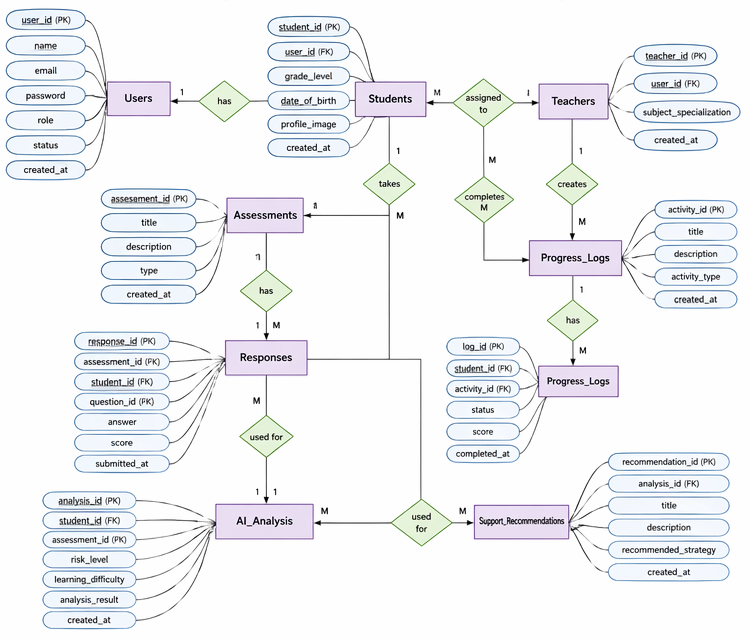 user_id (PK)
name
email
password
role
status
created_at
Users
1
has
student_id (PK)
user_id (FK)
grade_level
date_of_birth
profile_image
created_at
Students
M
assigned
to
1
Teachers
teacher_id (PK)
user_id (FK)
subject_specialization
created_at
1
takes
M
M
completes
M
1
creates
M
assessment_id (PK)
title
description
type
created_at
Assessments
has
1
M
Progress_Logs
activity_id (PK)
title
description
activity_type
created_at
1
has
M
response_id (PK)
assessment_id (FK)
student_id (FK)
question_id (FK)
answer
score
submitted_at
Responses
M
used for
1
1
log_id (PK)
student_id (FK)
activity_id (FK)
status
score
completed_at
Progress_Logs
analysis_id (PK)
student_id (FK)
assessment_id (PK)
risk_level
learning_difficulty
analysis_result
created_at
AI_Analysis
M
used
for
M
Support_Recommendations
recommendation_id (PK)
analysis_id (FK)
title
description
recommended_strategy
created_at